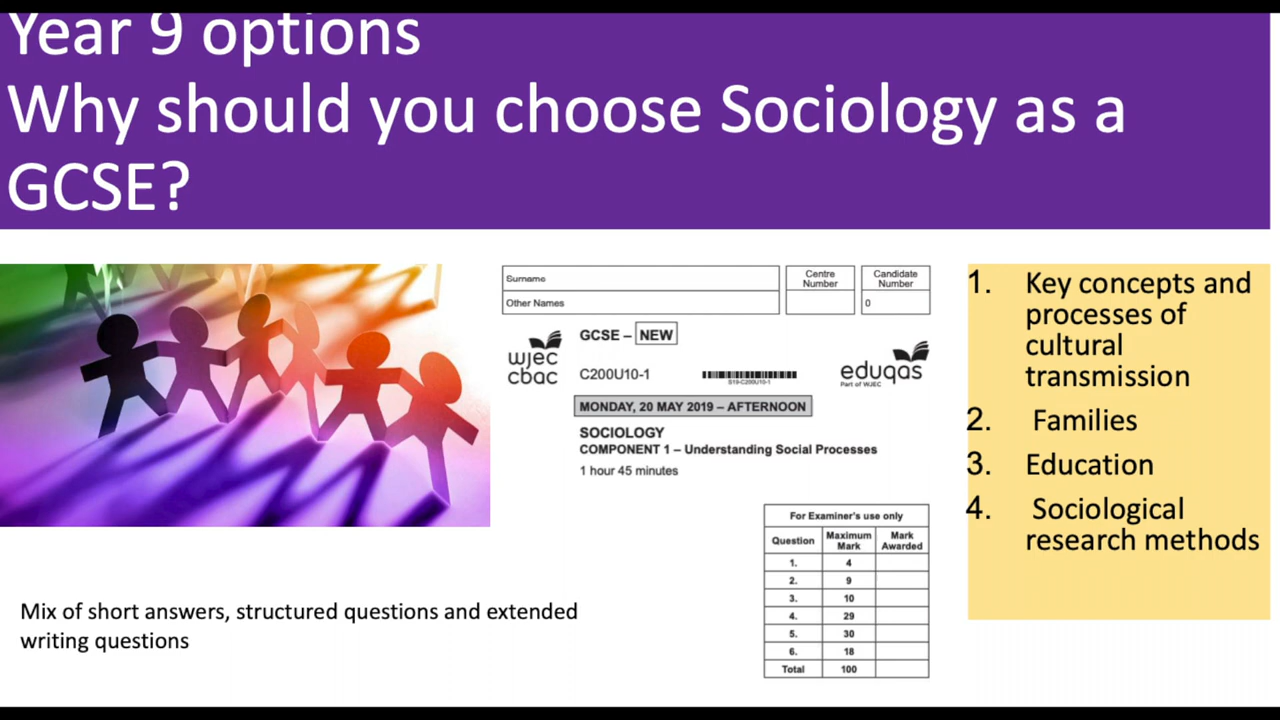 Year 9 options
Why should you choose Sociology as a
GCSE?
Surname
Other Names
Centre
Number
Candidate
Number
0
wjec
cbac
GCSE – NEW
C200U10-1
S19-C200U10-1
eduqas
Part of WJEC
MONDAY, 20 MAY 2019 – AFTERNOON
SOCIOLOGY
COMPONENT 1 – Understanding Social Processes
1 hour 45 minutes
For Examiner's use only
Question Maximum Mark Mark Awarded
1. 4
2. 9
3. 10
4. 29
5. 30
6. 18
Total 100
1. Key concepts and
processes of
cultural
transmission
2. Families
3. Education
4. Sociological
research methods
Mix of short answers, structured questions and extended
writing questions